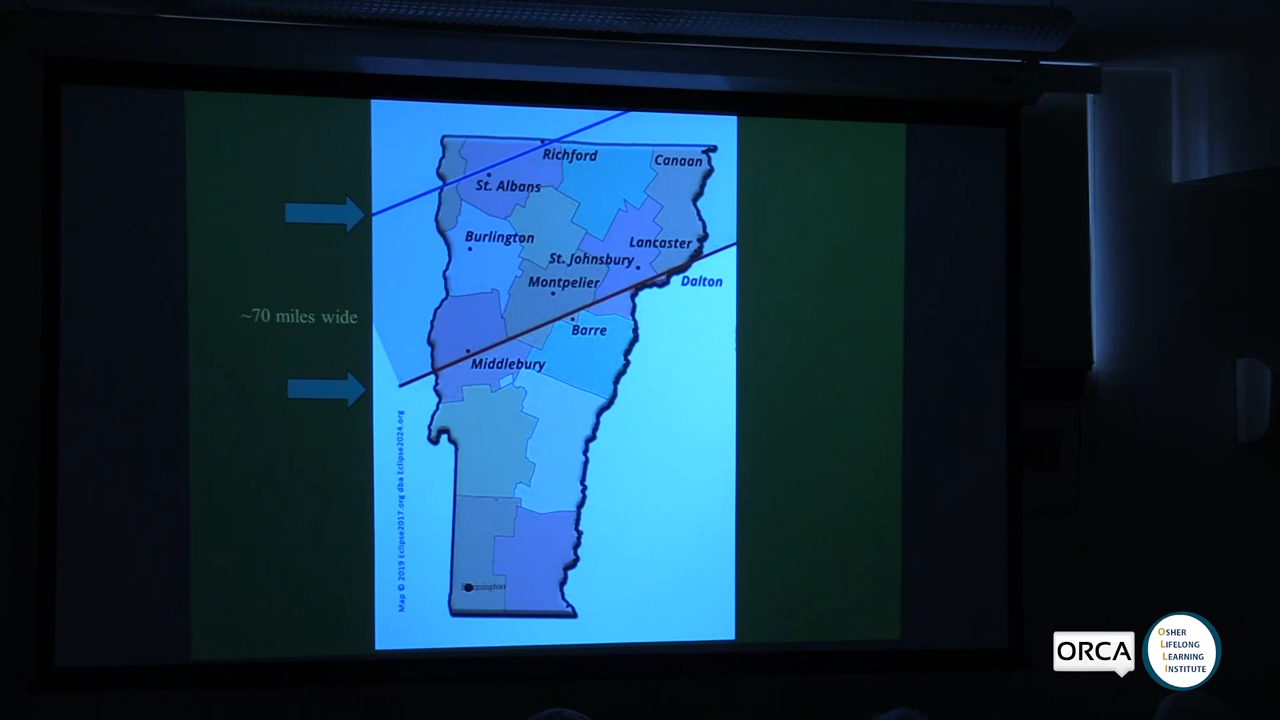 Richford
Canaan
St. Albans
Burlington
Lancaster
St. Johnsbury
Montpelier
Dalton
~70 miles wide
Barre
Middlebury
Map © 2019 Eclipse2017.org dba Eclipse2024.org
ORCA
OSHER
LIFELONG
LEARNING
INSTITUTE